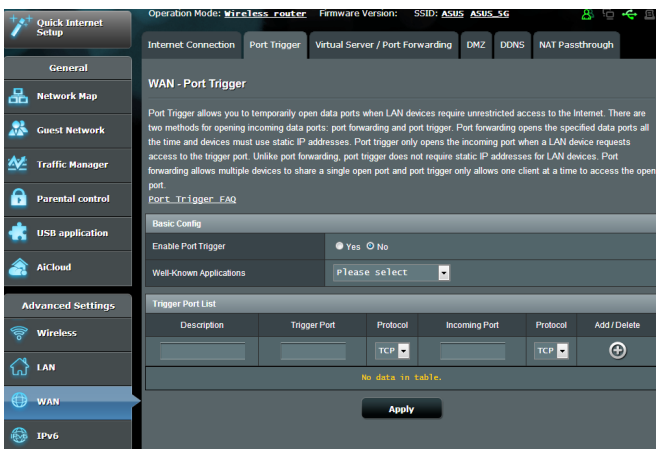 Quick Internet
Setup
General
Network Map
Guest Network
Traffic Manager
Parental control
USB application
AiCloud
Advanced Settings
Wireless
LAN
WAN
IPv6
Operation Mode: Wireless router Firmware Version: SSID: ASUS ASUS_5G
Internet Connection Port Trigger Virtual Server / Port Forwarding DMZ DDNS NAT Passthrough
WAN - Port Trigger
Port Trigger allows you to temporarily open data ports when LAN devices require unrestricted access to the Internet. There are
two methods for opening incoming data ports: port forwarding and port trigger. Port forwarding opens the specified data ports all
the time and devices must use static IP addresses. Port trigger only opens the incoming port when a LAN device requests
access to the trigger port. Unlike port forwarding, port trigger does not require static IP addresses for LAN devices. Port
forwarding allows multiple devices to share a single open port and port trigger only allows one client at a time to access the open
port.
Port Trigger FAQ
Basic Config
Enable Port Trigger Yes No
Well-Known Applications Please select
Trigger Port List
Description Trigger Port Protocol Incoming Port Protocol Add / Delete
TCP TCP
No data in table.
Apply